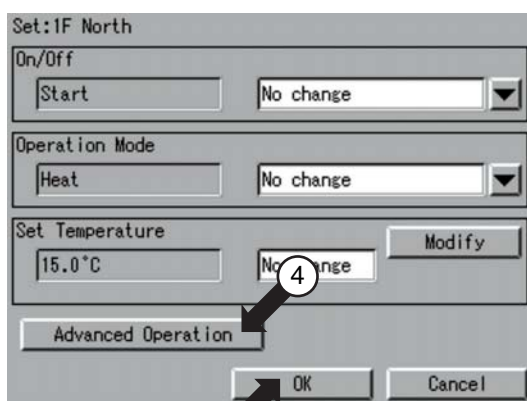 Set:1F North
On/Off
Start No change
Operation Mode
Heat No change
Set Temperature
Modify
15.0°C
4
Advanced Operation
OK Cancel